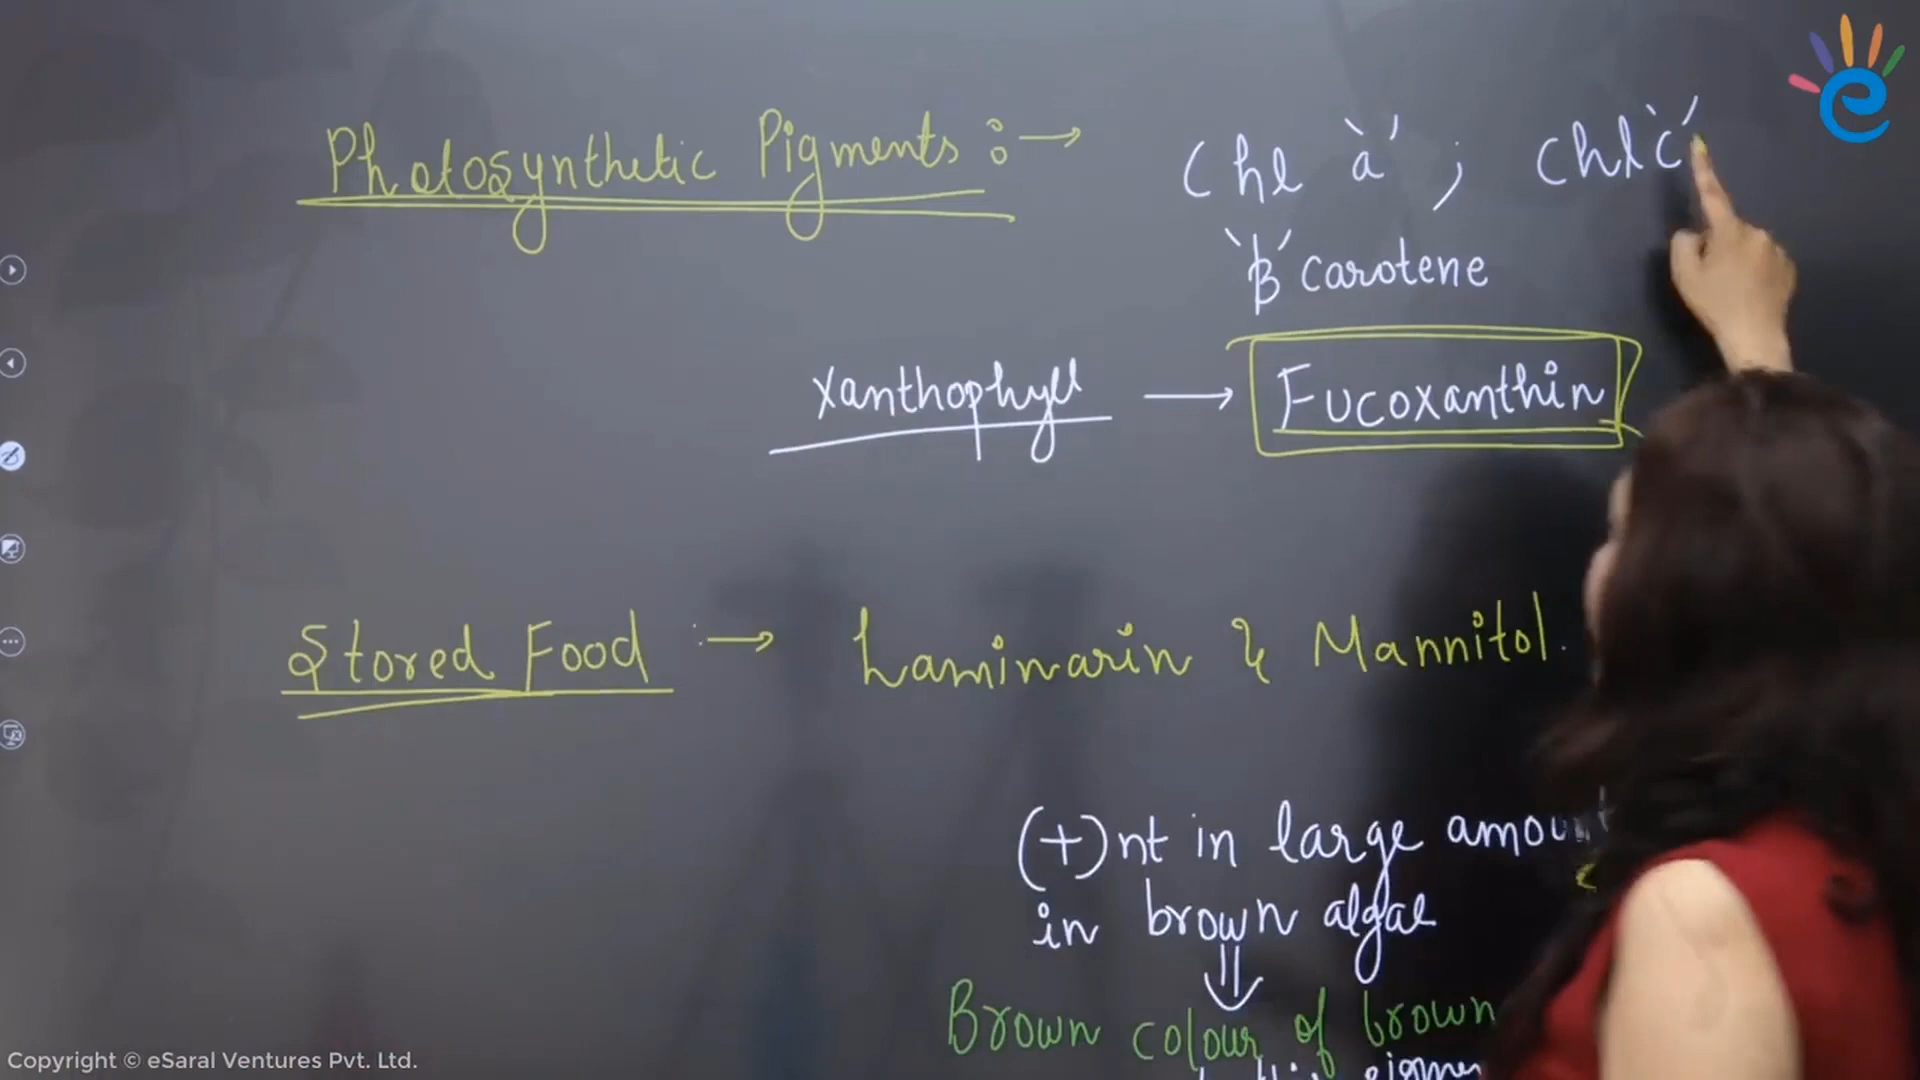 Photosynthetic Pigments :→ Chl 'a' ; Chl 'c'
'β' carotene
Xanthophyll → Fucoxanthin
Stored Food :→ Laminarin & Mannitol.
(+)nt in large
in brown algae
⇓
Brown colour of brown
Copyright © eSaral Ventures Pvt. Ltd.